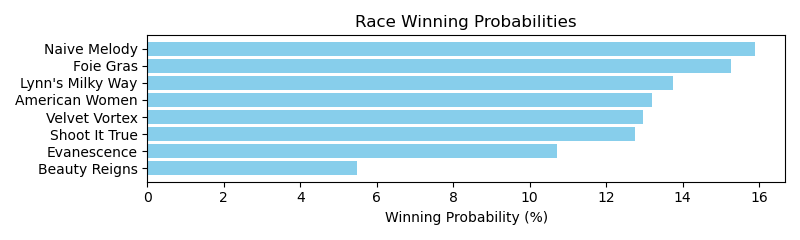 Race Winning Probabilities
Naive Melody
Foie Gras
Lynn's Milky Way
American Women
Velvet Vortex
Shoot It True
Evanescence
Beauty Reigns
0 2 4 6 8 10 12 14 16
Winning Probability (%)